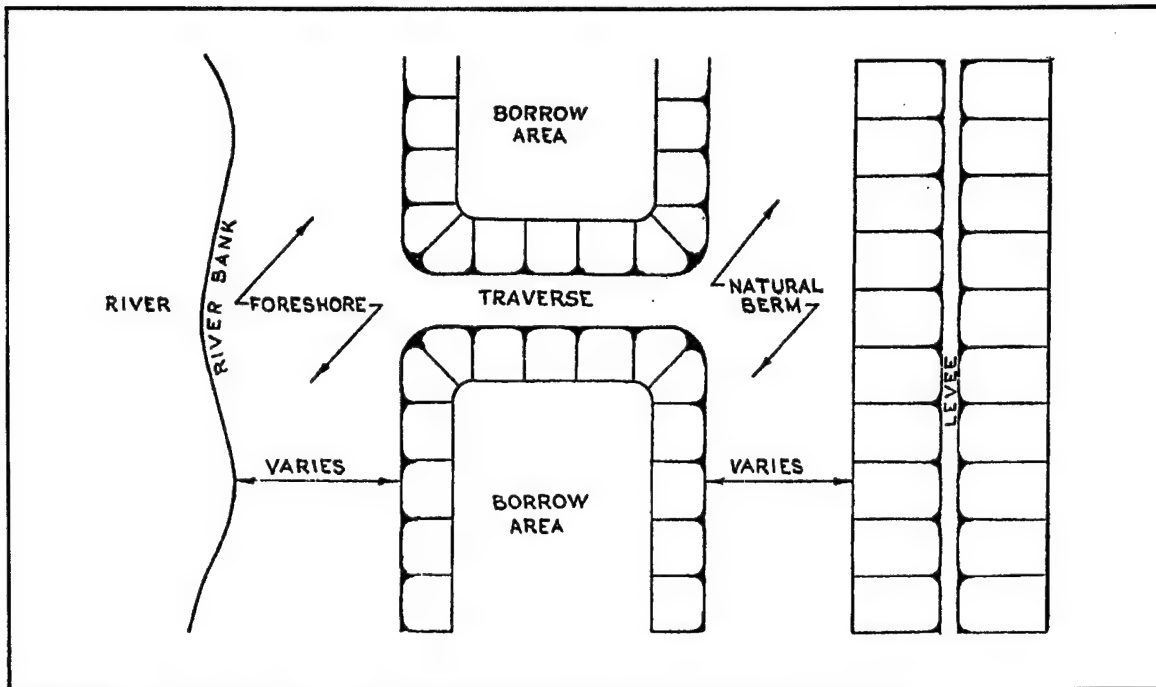 BORROW
AREA
RIVER
RIVER BANK
FORESHORE
TRAVERSE
NATURAL
BERM
LEVEE
VARIES
VARIES
BORROW
AREA